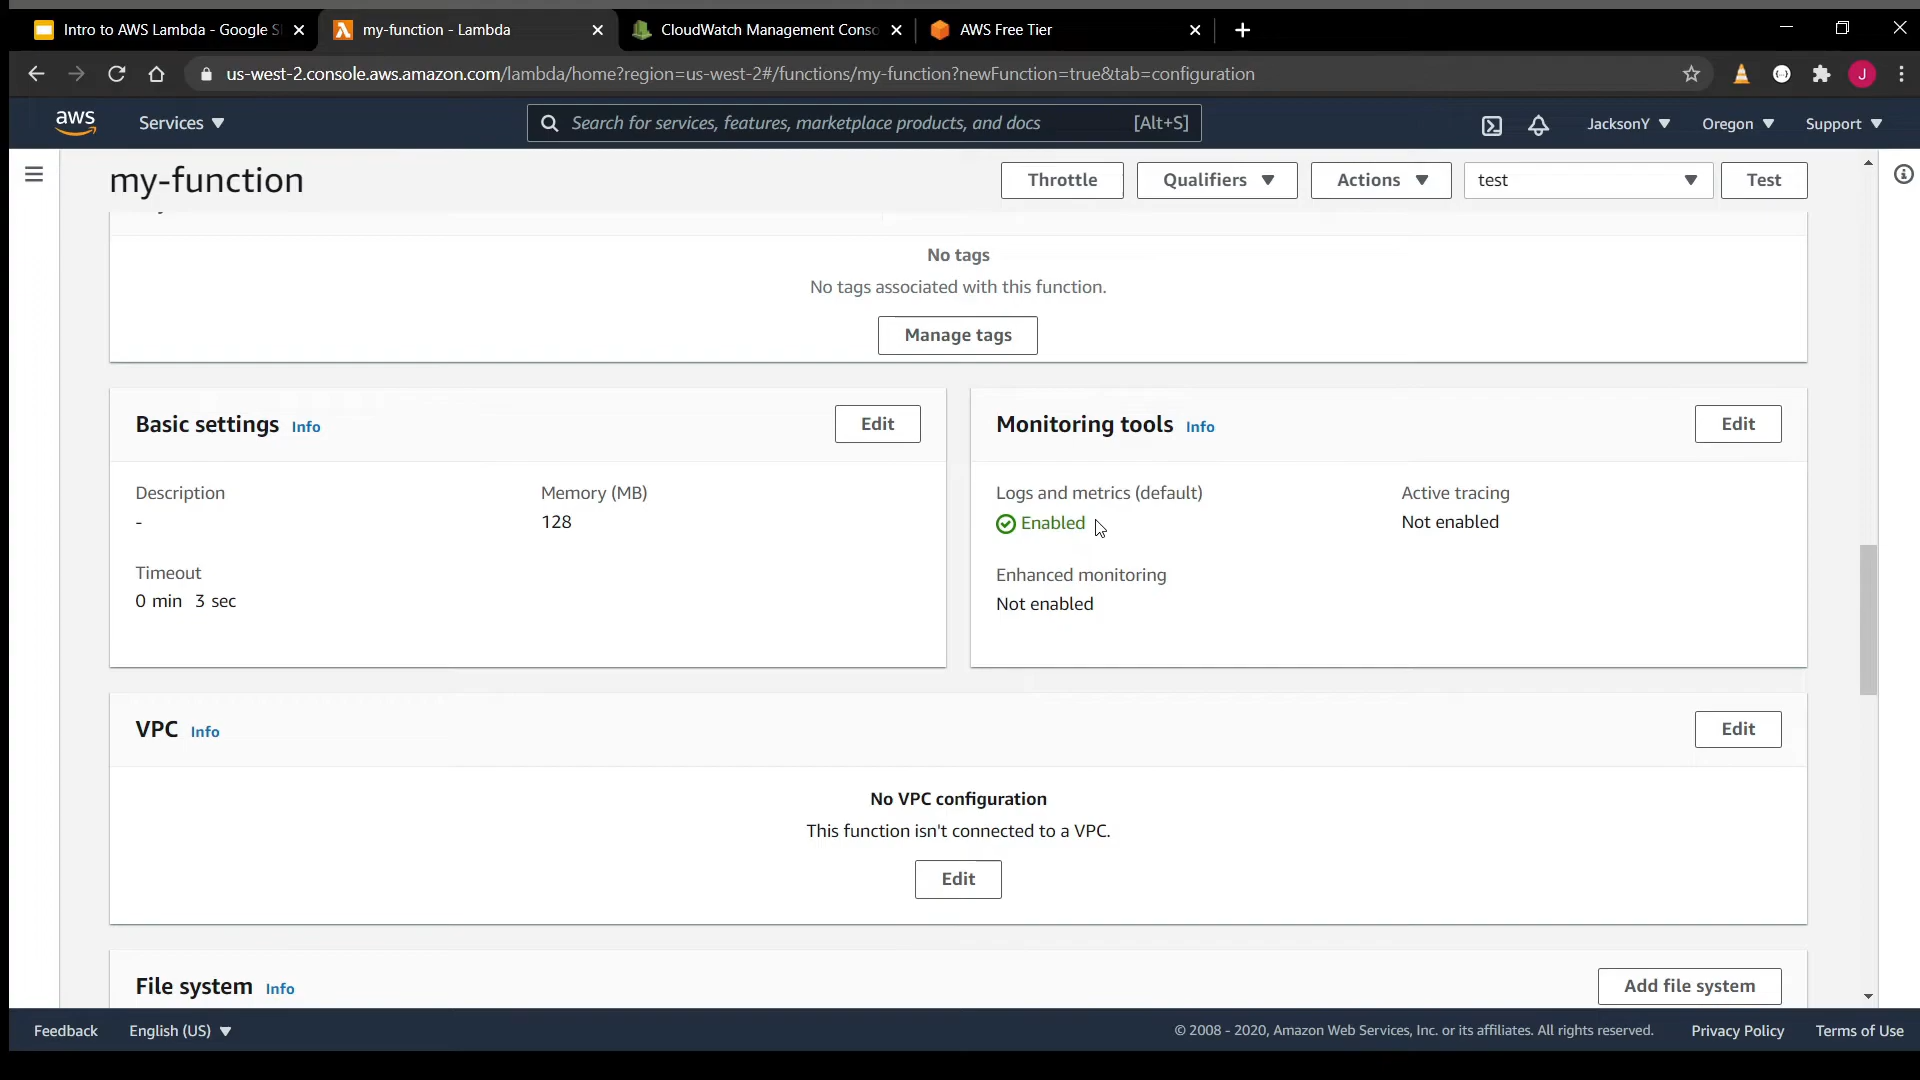 Intro to AWS Lambda - Google S
my-function - Lambda
CloudWatch Management Conso
AWS Free Tier
us-west-2.console.aws.amazon.com/lambda/home?region=us-west-2#/functions/my-function?newFunction=true&tab=configuration
J
aws
Services
Search for services, features, marketplace products, and docs [Alt+S]
JacksonY
Oregon
Support
my-function
Throttle
Qualifiers
Actions
test
Test
No tags
No tags associated with this function.
Manage tags
Basic settings Info
Edit
Monitoring tools Info
Edit
Description
-
Memory (MB)
128
Timeout
0 min 3 sec
Logs and metrics (default)
Enabled
Active tracing
Not enabled
Enhanced monitoring
Not enabled
VPC Info
Edit
No VPC configuration
This function isn't connected to a VPC.
Edit
File system Info
Add file system
Feedback
English (US)
© 2008 - 2020, Amazon Web Services, Inc. or its affiliates. All rights reserved.
Privacy Policy
Terms of Use